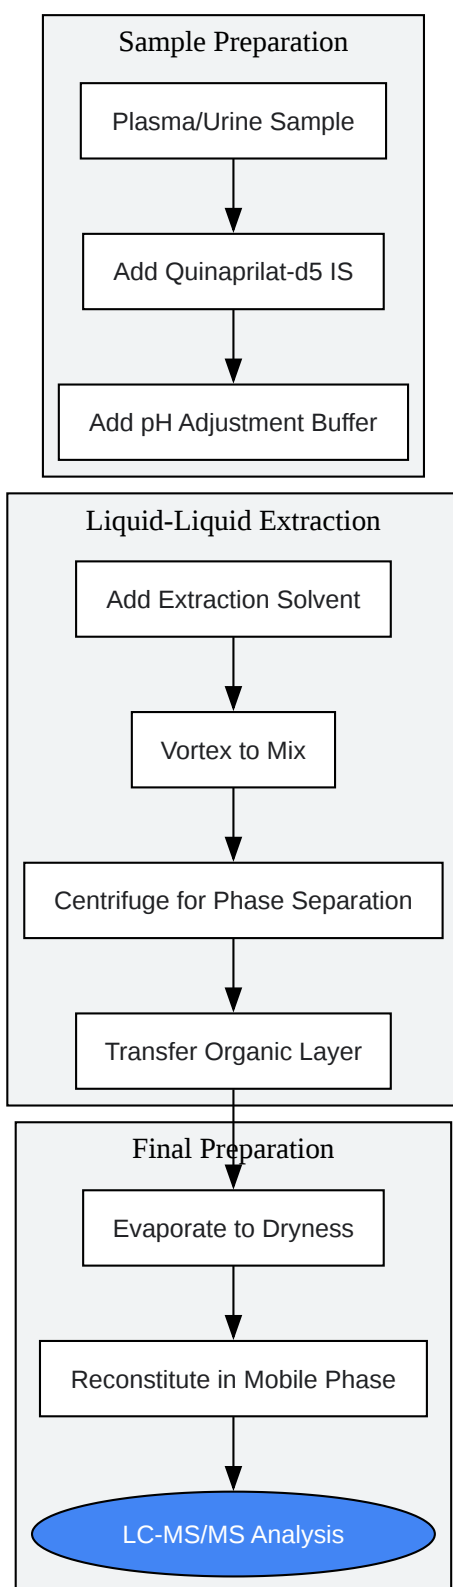 Sample Preparation
Plasma/Urine Sample
Add Quinaprilat-d5 IS
Add pH Adjustment Buffer
Liquid-Liquid Extraction
Add Extraction Solvent
Vortex to Mix
Centrifuge for Phase Separation
Transfer Organic Layer
Final Preparation
Evaporate to Dryness
Reconstitute in Mobile Phase
LC-MS/MS Analysis